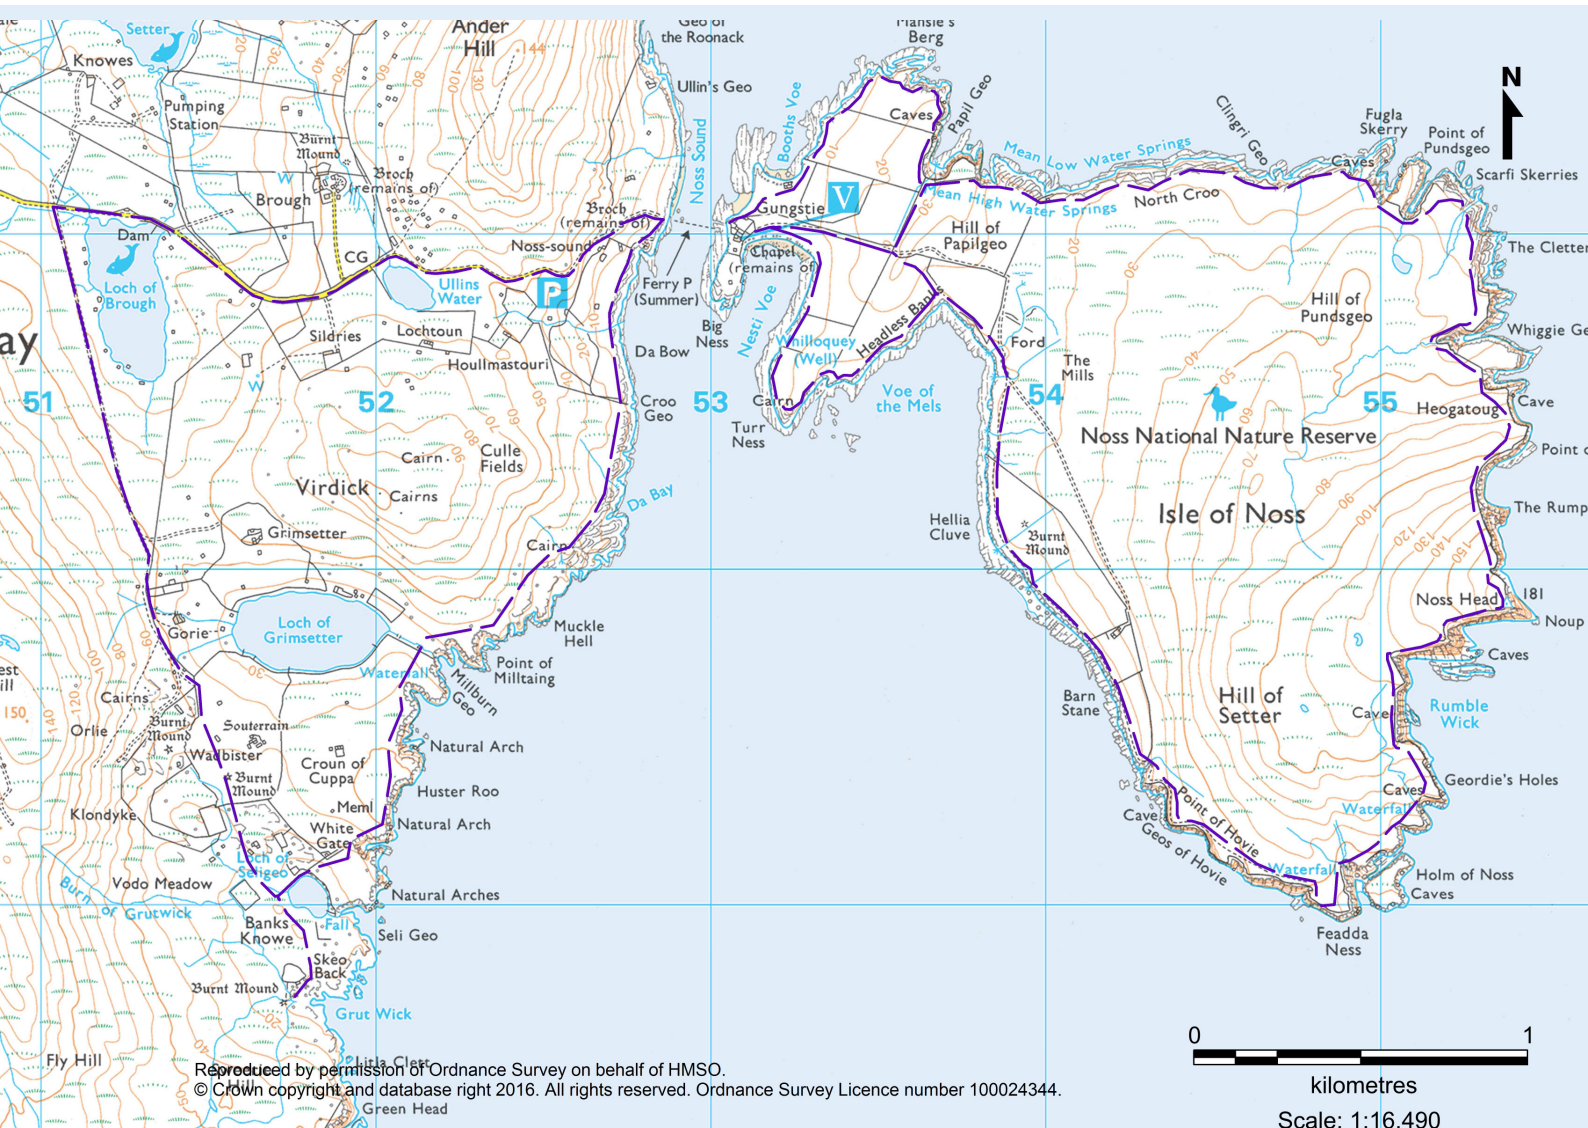 Setter
Ander
Hill
144
Geo of
the Roonack
Mansie's
Berg
N
Knowes
Ullin's Geo
Pumping
Station
Noss Sound
Booths Voe
Caves
Papil Geo
Clingri Geo
Fugla
Skerry
Point of
Pundsgeo
Burnt
Mound
Mean Low Water Springs
Caves
Scarfi Skerries
W
Broch
(remains of)
Brough
V
Mean High Water Springs
North Croo
Gungstie
Broch
(remains of)
Dam
Noss-sound
Hill of
Papilgeo
The Cletter
CG
Chapel
(remains of
Loch of
Brough
Ullins
Water
P
Ferry P
(Summer)
Nesti Voe
Big
Ness
Headless Banks
Hill of
Pundsgeo
Sildries
Lochtoun
Whilloquey
(Well)
Ford
Whiggie Ge
ay
Houllmastouri
Da Bow
The
Mills
W
51
52
53
54
55
Croo
Geo
Cairn
Voe of
the Mels
Cave
Heogatoug
Turr
Ness
Noss National Nature Reserve
Point o
Cairn
Culle
Fields
Virdick
Cairns
Da Bay
The Rump
Isle of Noss
Grimsetter
Hellia
Cluve
Burnt
Mound
Cairn
Noss Head
181
Noup
Loch of
Grimsetter
Gorie
Muckle
Hell
Caves
Waterfall
Point of
Milltaing
Millburn
Geo
Cairns
150
Barn
Stane
Hill of
Setter
Cave
Rumble
Wick
Orlie
Burnt
Mound
Souterrain
Wadbister
Natural Arch
Croun of
Cuppa
Burnt
Mound
Huster Roo
Geordie's Holes
Caves
Meml
Klondyke
White
Gate
Natural Arch
Cave
Point of Hovie
Geos of Hovie
Waterfall
Loch of
Seligeo
Waterfall
Holm of Noss
Caves
Vodo Meadow
Burn of Grutwick
Natural Arches
Banks
Knowe
Fall
Seli Geo
Feadda
Ness
Skeo
Back
Burnt Mound
Grut Wick
0
1
kilometres
Scale: 1:16,490
Fly Hill
Litla Clett
Hill
Reproduced by permission of Ordnance Survey on behalf of HMSO.
© Crown copyright and database right 2016. All rights reserved. Ordnance Survey Licence number 100024344.
Green Head